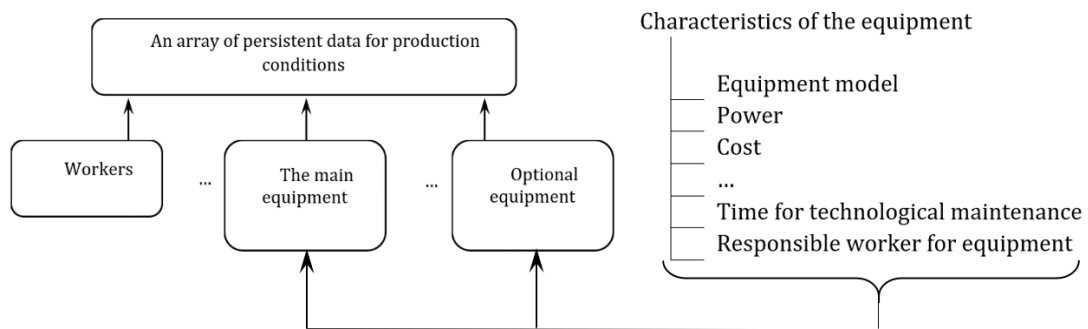 An array of persistent data for production
conditions
Workers
...
The main
equipment
...
Optional
equipment
Characteristics of the equipment
Equipment model
Power
Cost
...
Time for technological maintenance
Responsible worker for equipment